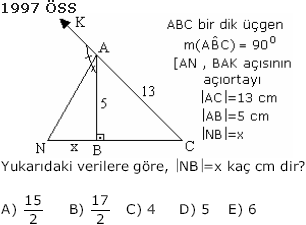 1997 ÖSS
K
ABC bir dik üçgen
m(AB̂C) = 90⁰
[AN , BAK açısının
açıortayı
|AC|=13 cm
|AB|=5 cm
|NB|=x
A
5
13
N
x
B
C
Yukarıdaki verilere göre, |NB|=x kaç cm dir?
A) 15/2 B) 17/2 C) 4 D) 5 E) 6